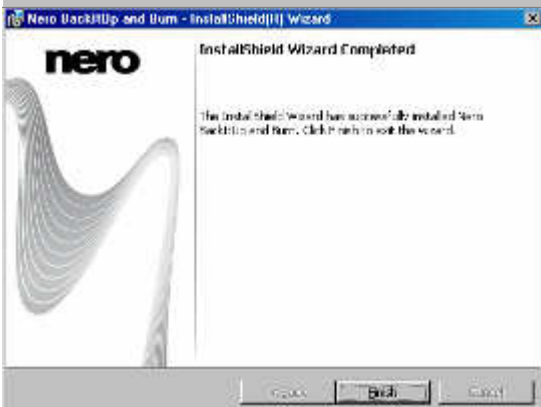 Nero BackItUp and Burn - InstallShield(R) Wizard
nero
InstallShield Wizard Completed
The InstallShield Wizard has successfully installed Nero
BackItUp and Burn. Click Finish to exit the wizard.
Finish
Cancel